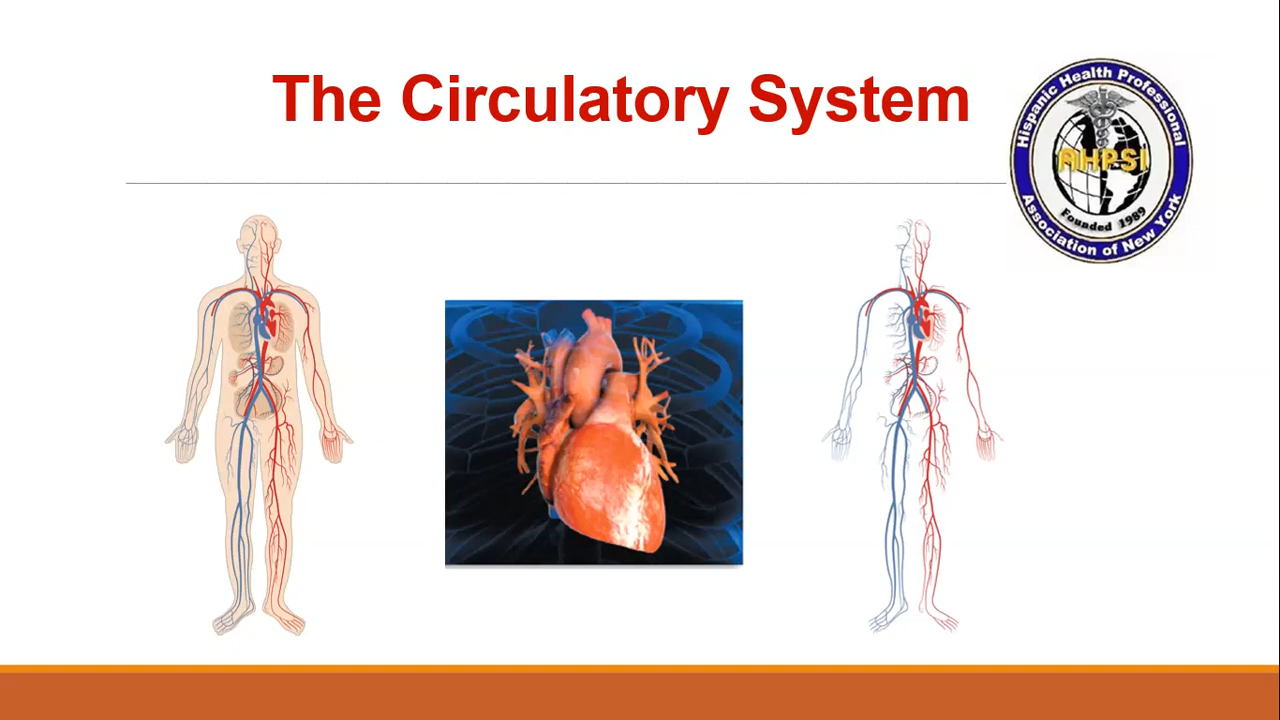 The Circulatory System
Hispanic Health Professional
AHPSI
Founded 1989
Association of New York